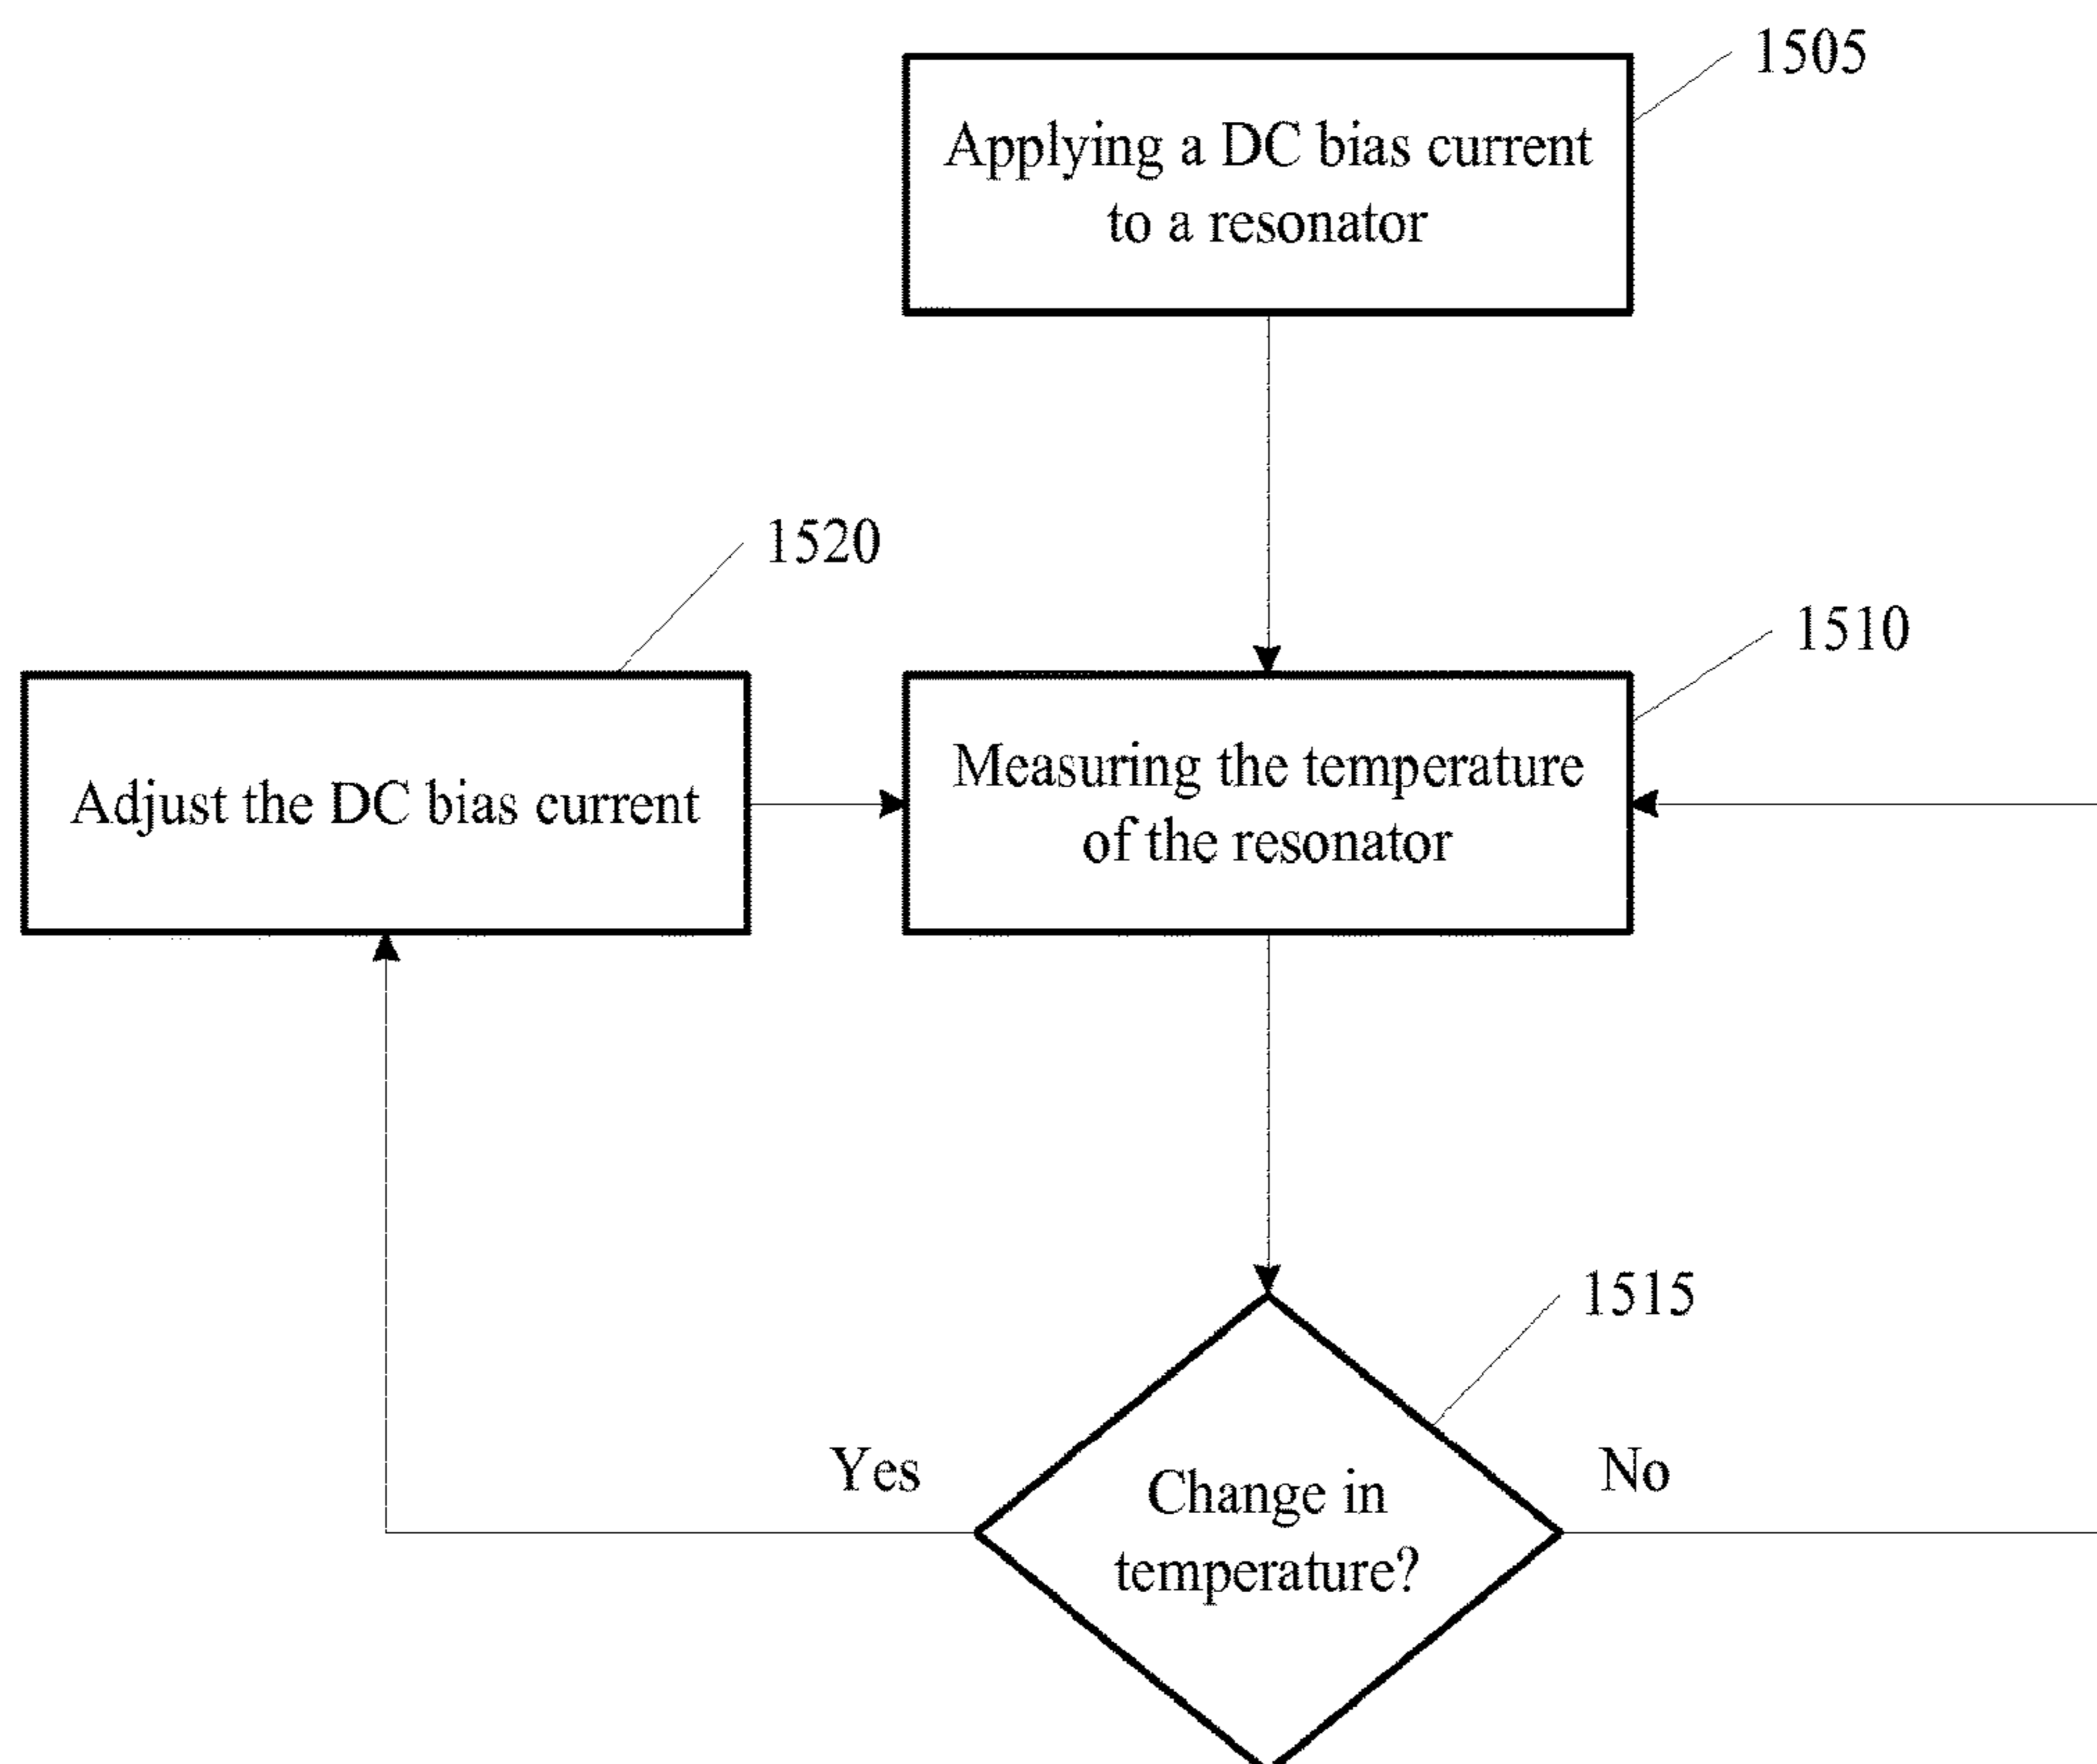 1505
Applying a DC bias current
to a resonator
1520
1510
Adjust the DC bias current
Measuring the temperature
of the resonator
1515
Yes
No
Change in
temperature?